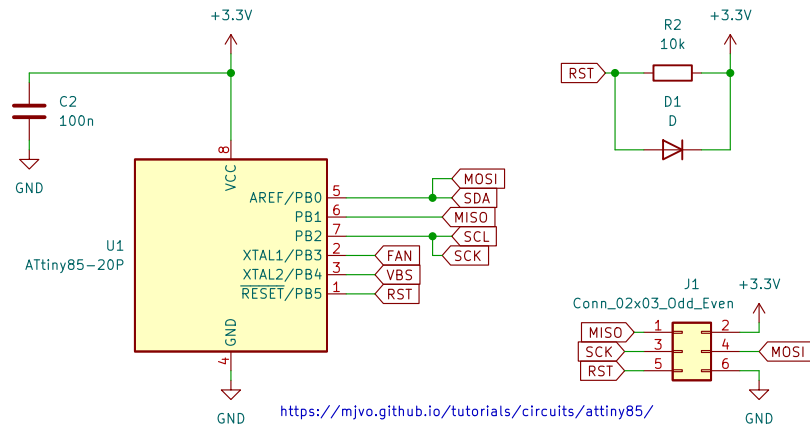 +3.3V
+3.3V
R2
10k
RST
C2
100n
D1
D
GND
8
VCC
AREF/PB0 5 MOSI
SDA
PB1 6 MISO
PB2 7 SCL
SCK
XTAL1/PB3 2 FAN
XTAL2/PB4 3 VBS
RESET/PB5 1 RST
U1
ATtiny85-20P
GND
4
GND
J1
+3.3V
Conn_02x03_Odd_Even
MISO 1 2
SCK 3 4 MOSI
RST 5 6
GND
https://mjvo.github.io/tutorials/circuits/attiny85/